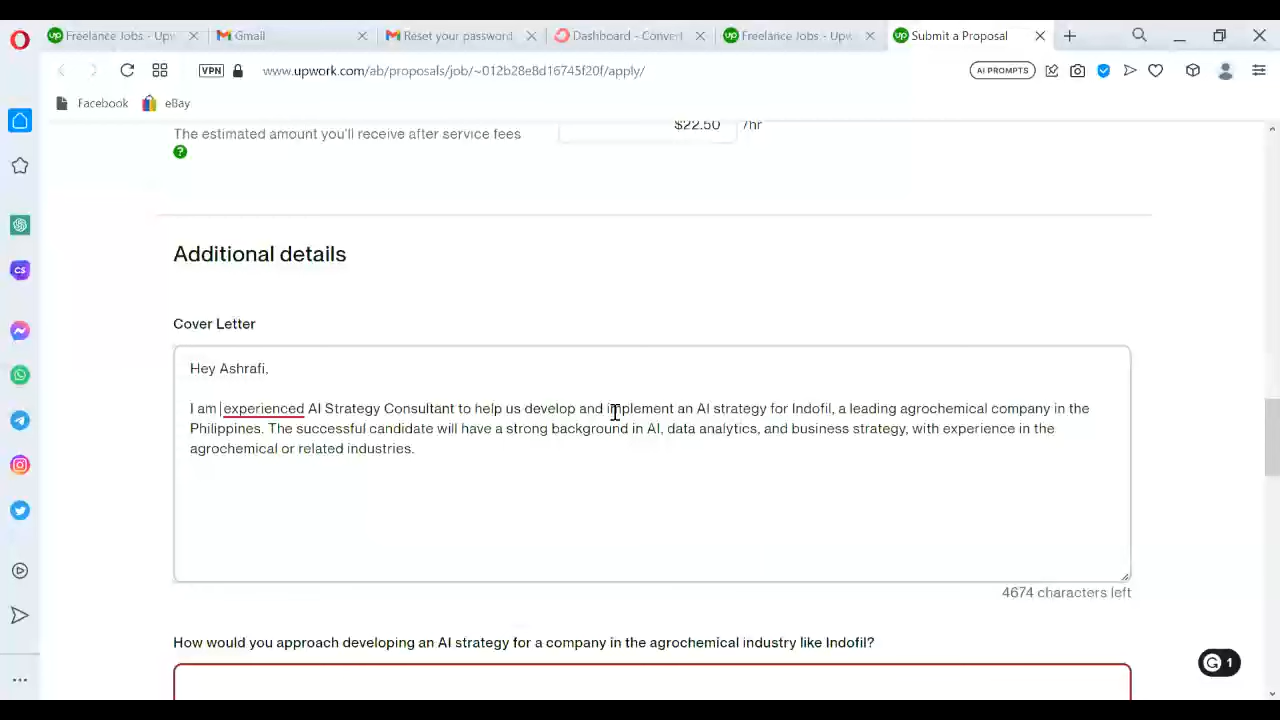 Freelance Jobs - Upw
Gmail
Reset your password
Dashboard - Convert
Freelance Jobs - Upw
Submit a Proposal
VPN
www.upwork.com/ab/proposals/job/~012b28e8d16745f20f/apply/
AI PROMPTS
Facebook
eBay
The estimated amount you'll receive after service fees
?
$22.50
/hr
CS
Additional details
Cover Letter
Hey Ashrafi,
I am experienced AI Strategy Consultant to help us develop and implement an AI strategy for Indofil, a leading agrochemical company in the
Philippines. The successful candidate will have a strong background in AI, data analytics, and business strategy, with experience in the
agrochemical or related industries.
4674 characters left
How would you approach developing an AI strategy for a company in the agrochemical industry like Indofil?
1